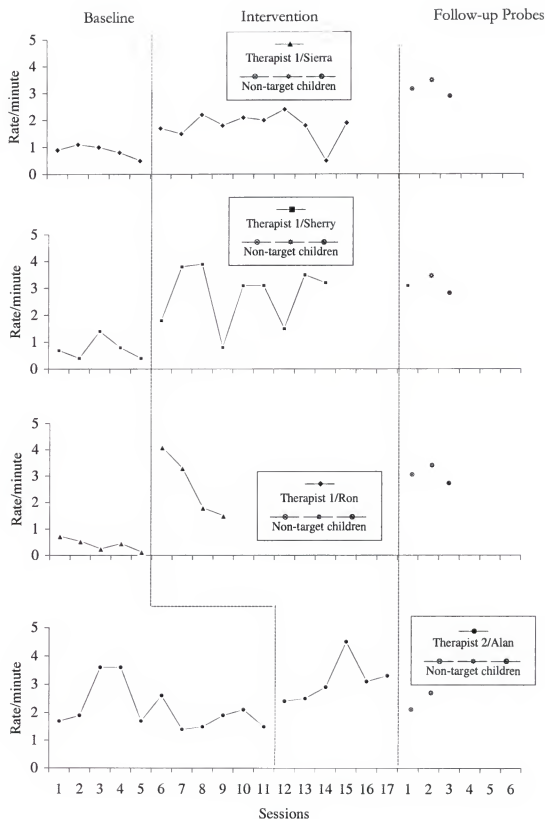 Baseline Intervention Follow-up Probes
Rate/minute
5
4
3
2
1
0
Therapist 1/Sierra
Non-target children
Rate/minute
5
4
3
2
1
0
Therapist 1/Sherry
Non-target children
Rate/minute
5
4
3
2
1
0
Therapist 1/Ron
Non-target children
Rate/minute
5
4
3
2
1
0
Therapist 2/Alan
Non-target children
1 2 3 4 5 6 7 8 9 10 11 12 13 14 15 16 17 1 2 3 4 5 6
Sessions